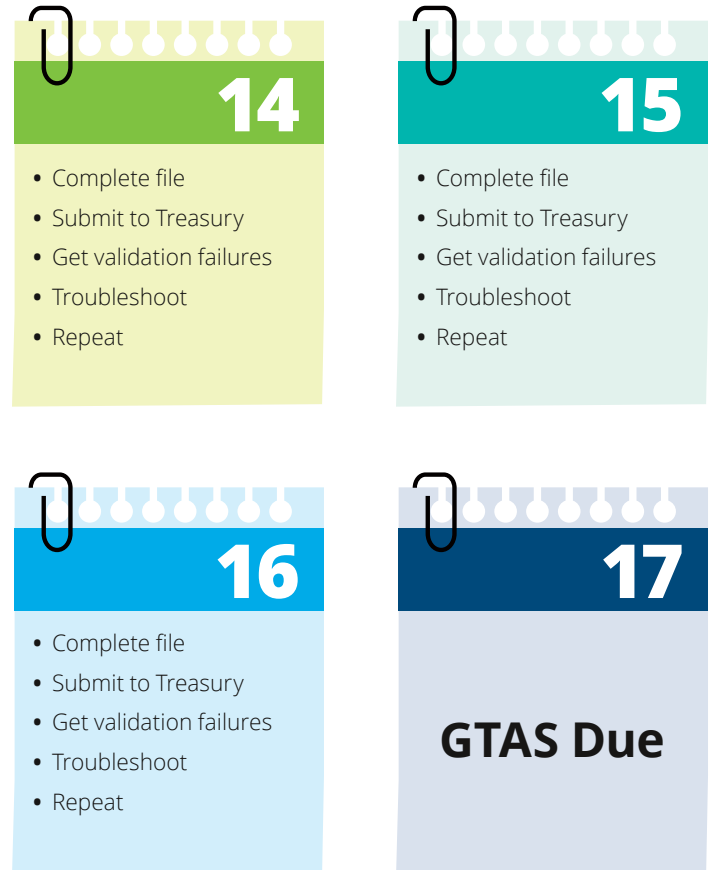 14
• Complete file
• Submit to Treasury
• Get validation failures
• Troubleshoot
• Repeat
15
• Complete file
• Submit to Treasury
• Get validation failures
• Troubleshoot
• Repeat
16
• Complete file
• Submit to Treasury
• Get validation failures
• Troubleshoot
• Repeat
17
GTAS Due